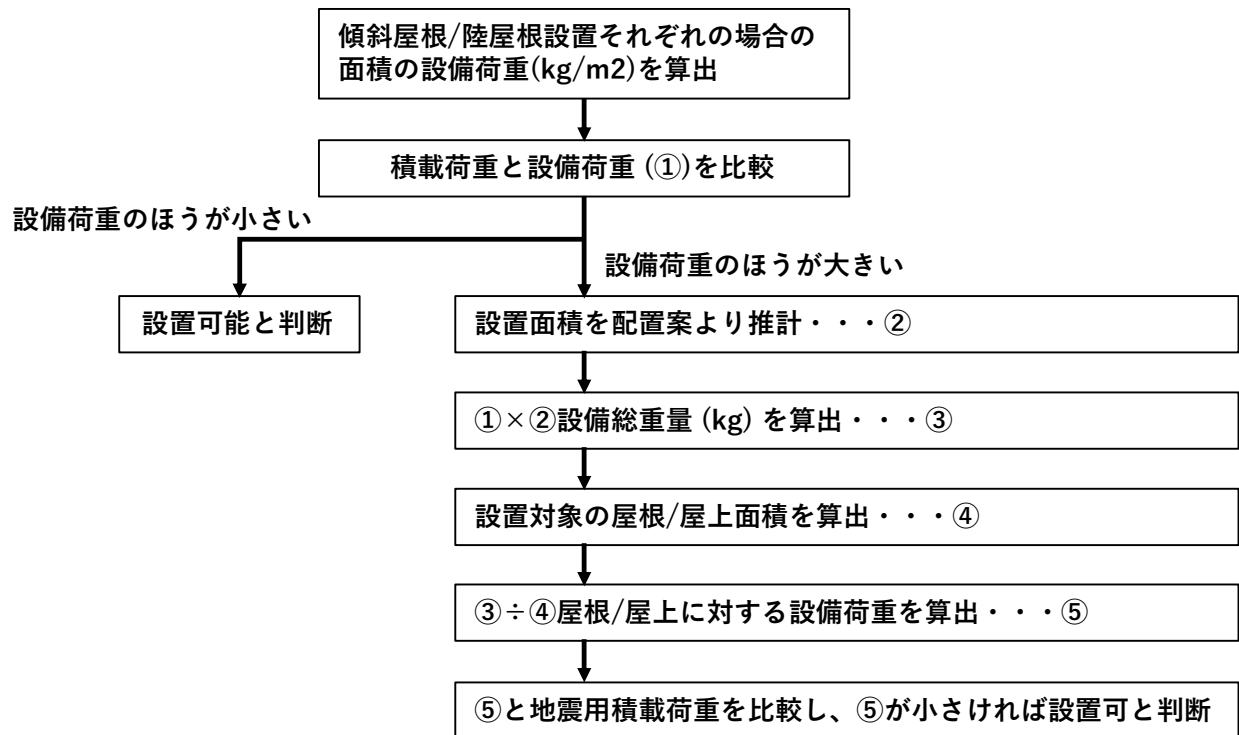 傾斜屋根/陸屋根設置それぞれの場合の
面積の設備荷重(kg/m2)を算出
積載荷重と設備荷重 (①)を比較
設備荷重のほうが小さい
設備荷重のほうが大きい
設置可能と判断
設置面積を配置案より推計・・・②
①×②設備総重量 (kg) を算出・・・③
設置対象の屋根/屋上面積を算出・・・④
③÷④屋根/屋上に対する設備荷重を算出・・・⑤
⑤と地震用積載荷重を比較し、⑤が小さければ設置可と判断